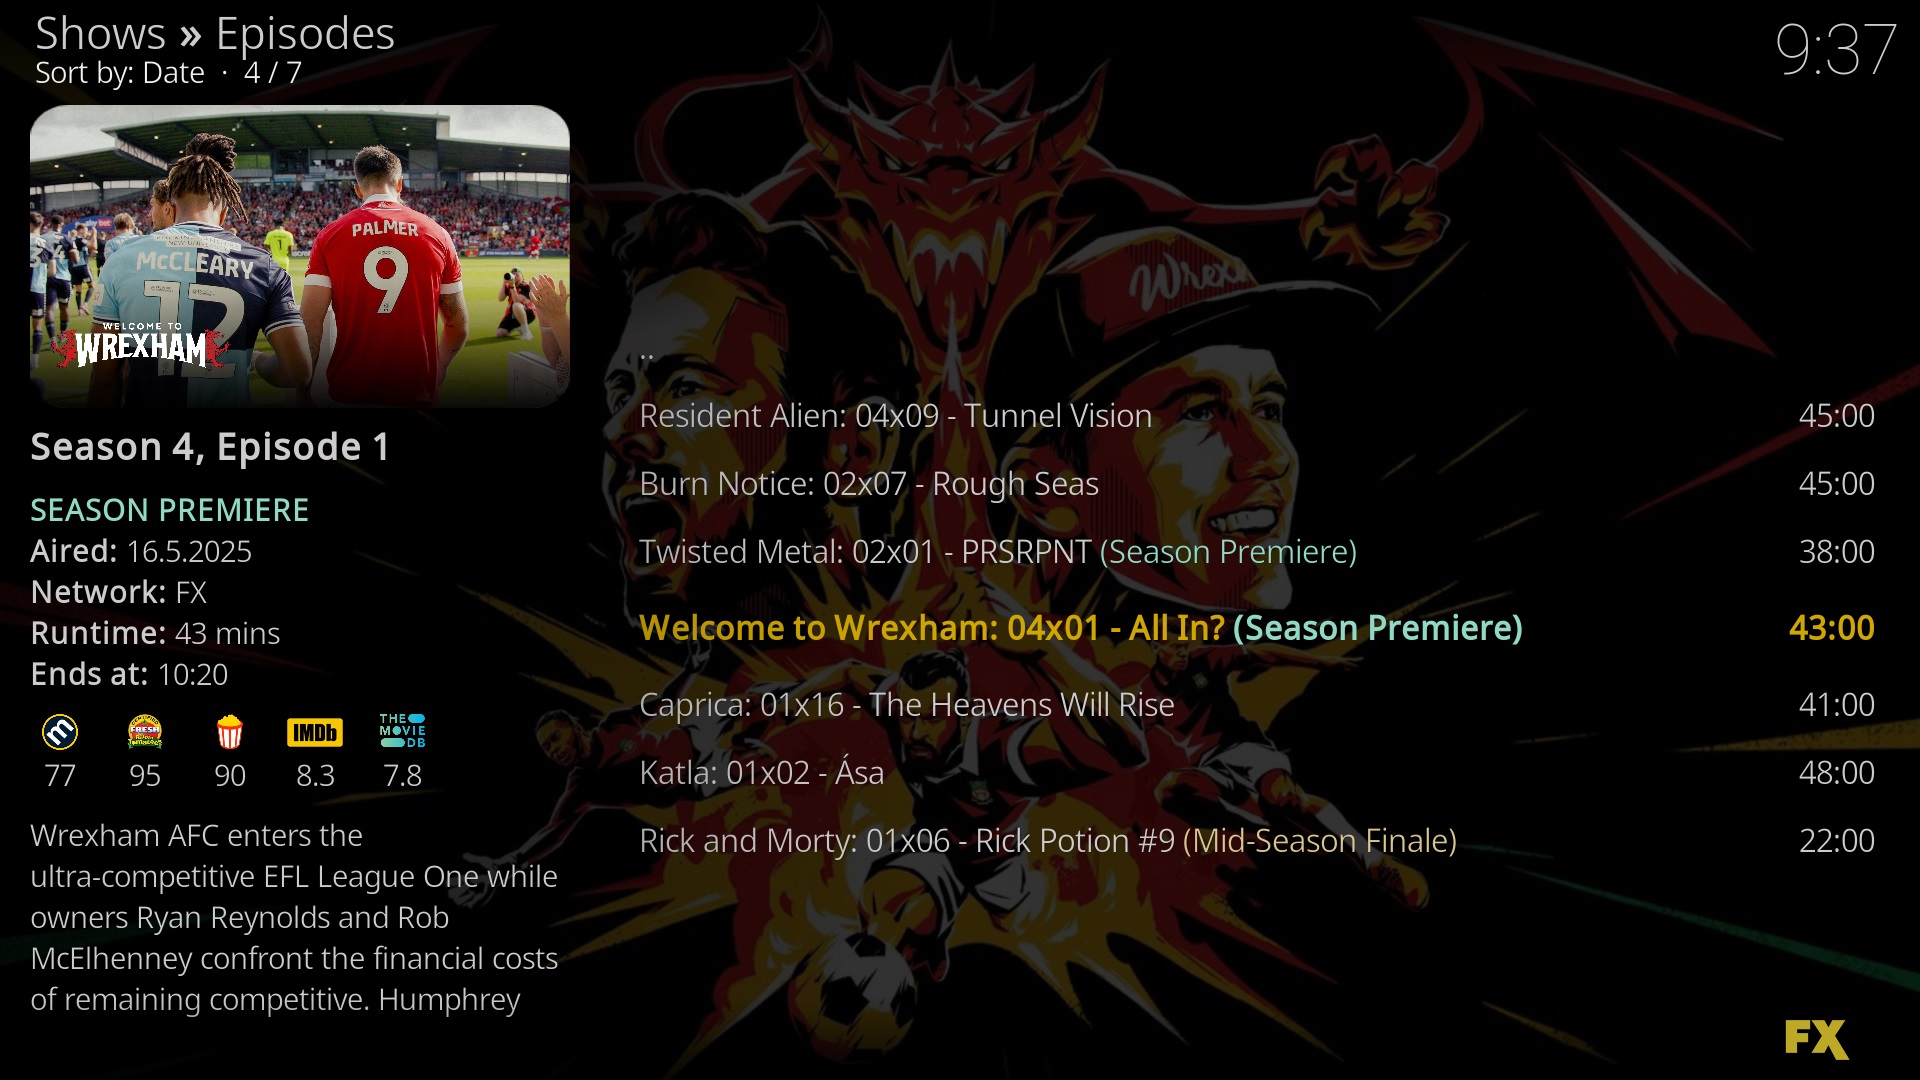 Shows » Episodes
Sort by: Date · 4 / 7
9:37
PALMER
9
McCLEARY
12
WELCOME TO
WREXHAM
Wrex
Season 4, Episode 1
SEASON PREMIERE
Aired: 16.5.2025
Network: FX
Runtime: 43 mins
Ends at: 10:20
m
FRESH
IMDb
THE
MOVIE
DB
77 95 90 8.3 7.8
Wrexham AFC enters the
ultra-competitive EFL League One while
owners Ryan Reynolds and Rob
McElhenney confront the financial costs
of remaining competitive. Humphrey
..
Resident Alien: 04x09 - Tunnel Vision 45:00
Burn Notice: 02x07 - Rough Seas 45:00
Twisted Metal: 02x01 - PRSRPNT (Season Premiere) 38:00
Welcome to Wrexham: 04x01 - All In? (Season Premiere) 43:00
Caprica: 01x16 - The Heavens Will Rise 41:00
Katla: 01x02 - Ása 48:00
Rick and Morty: 01x06 - Rick Potion #9 (Mid-Season Finale) 22:00
FX